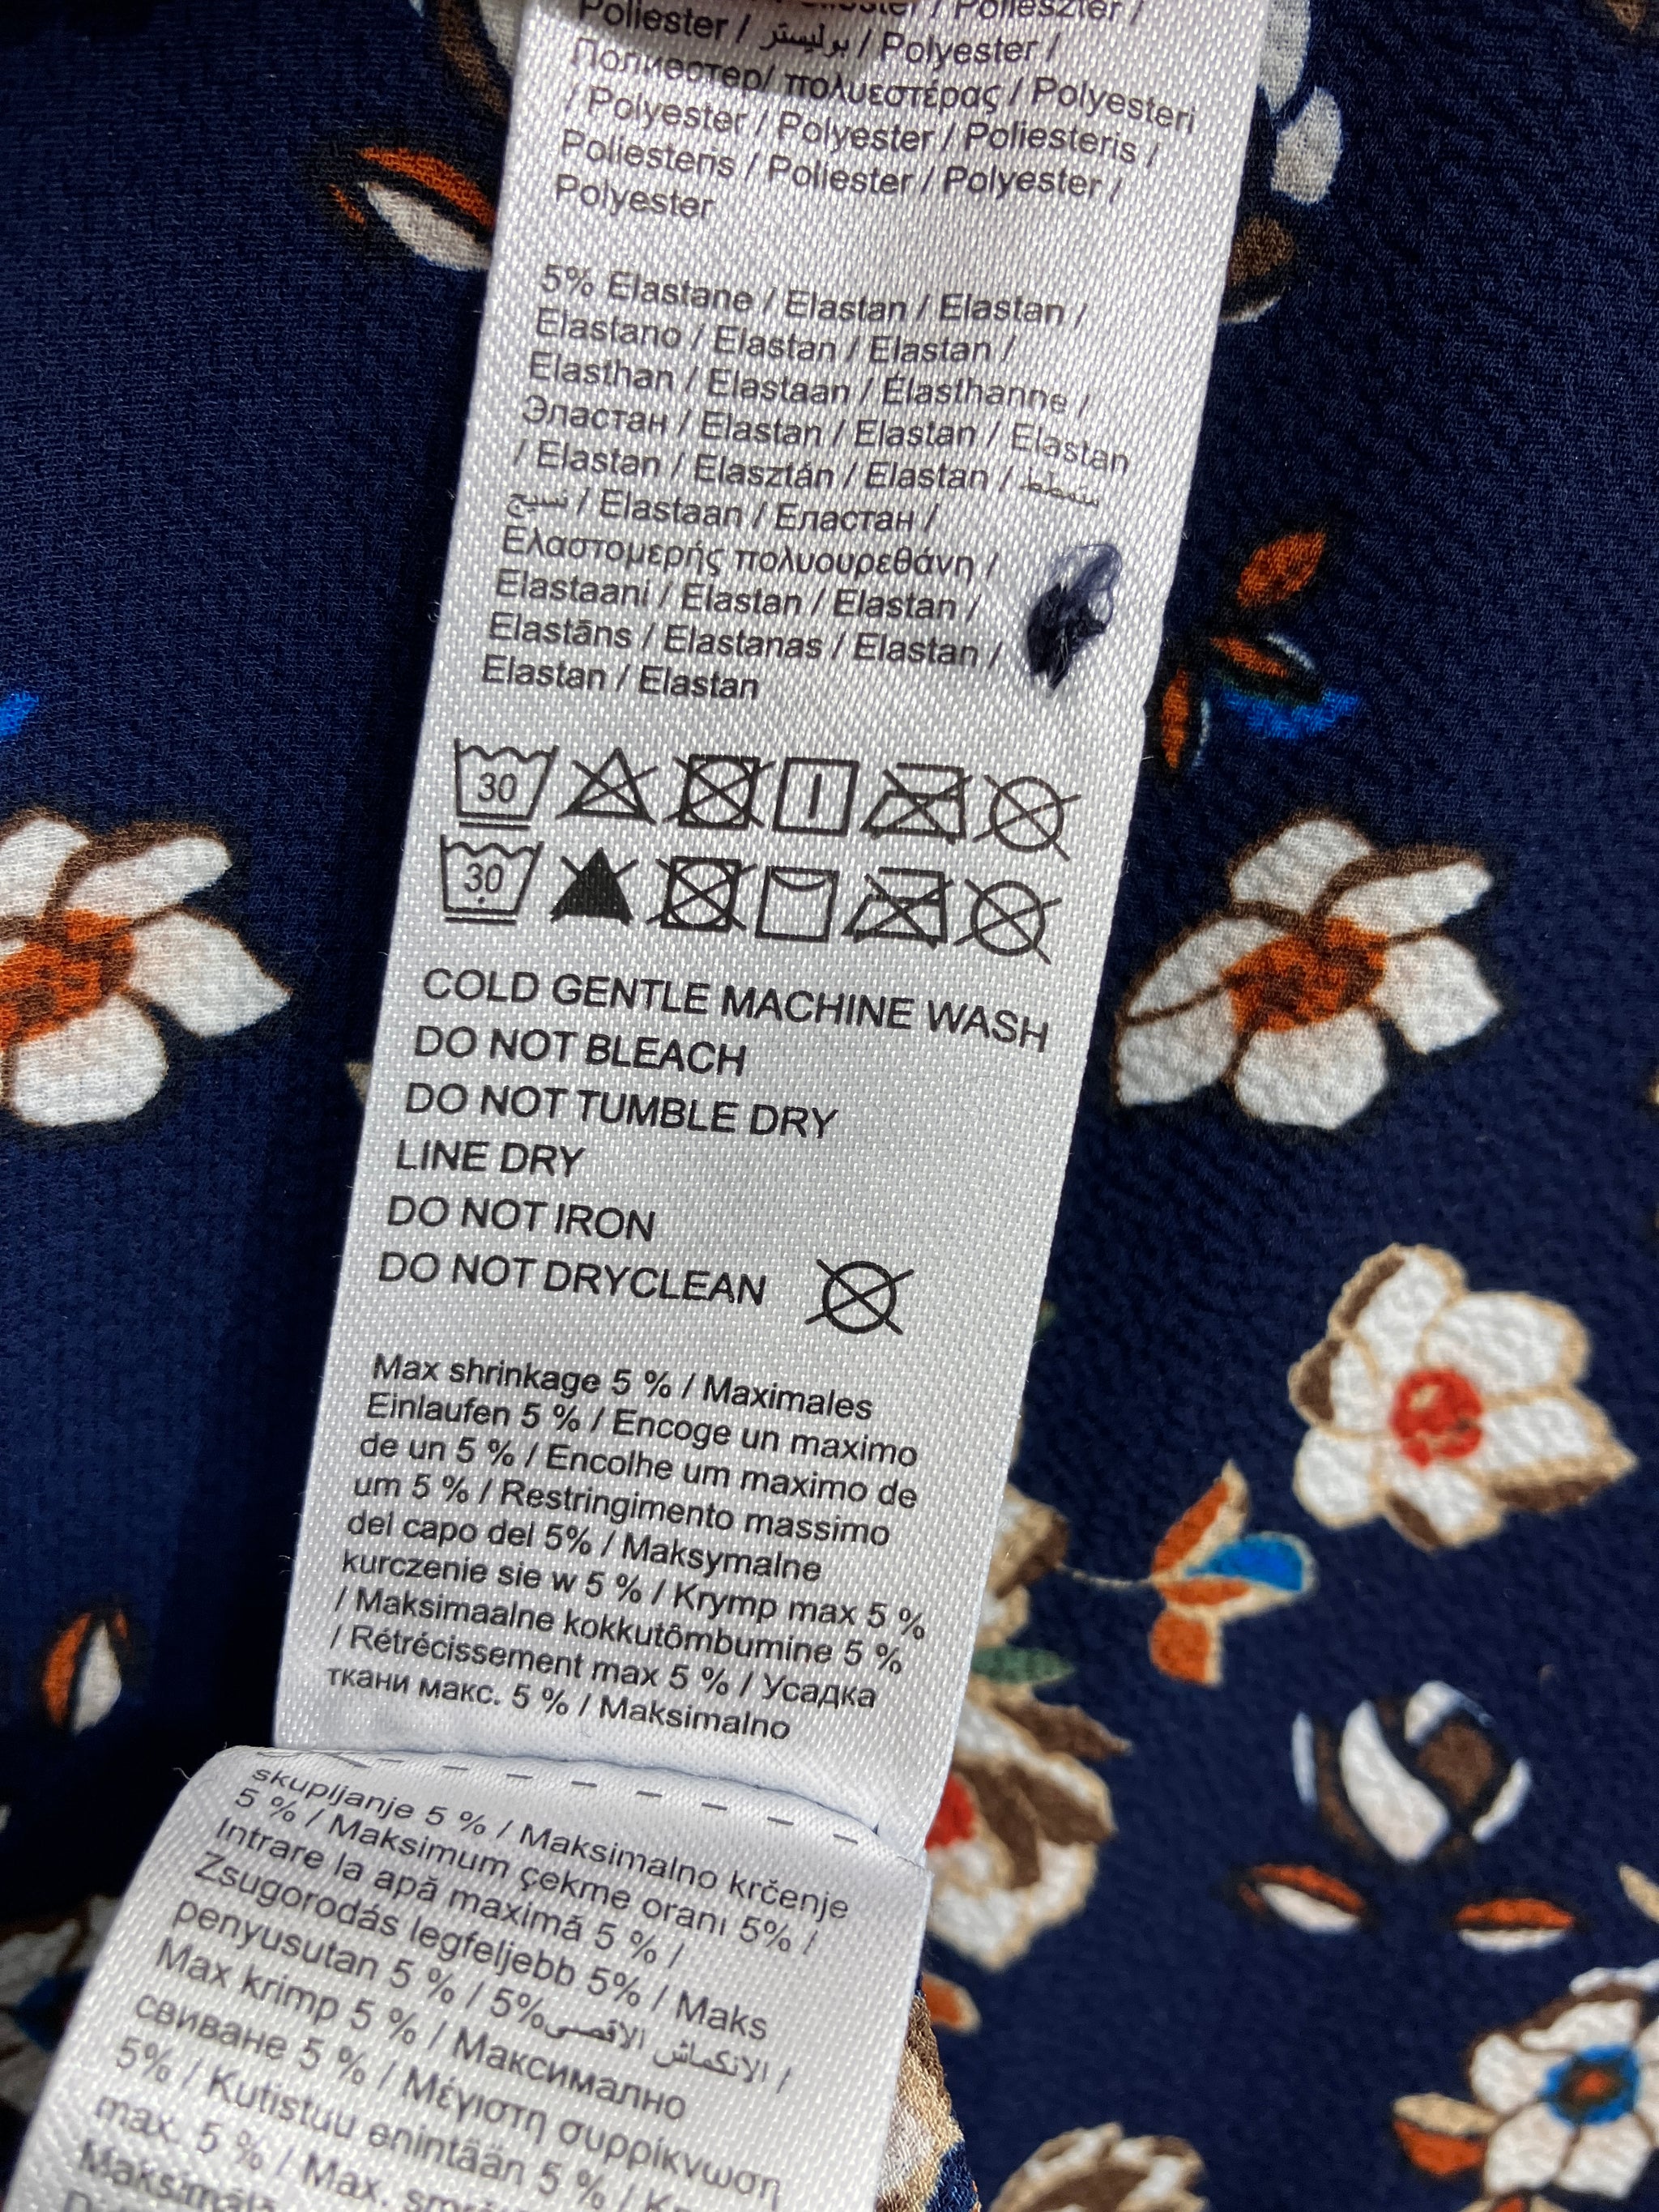 / Polieszter /
Poliester / بوليستر / Polyester /
Полиестер/ πολυεστέρας / Polyesteri
/ Polyester / Polyester / Poliesteris /
Poliesteris / Poliester / Polyester /
Polyester
5% Elastane / Elastan / Elastan /
Elastano / Elastan / Elastan /
Elasthan / Elastaan / Élasthanne /
Эластан / Elastan / Elastan / Elastan
/ Elastan / Elasztán / Elastan / متمطط
نسيج / Elastaan / Еластан /
Ελαστομερής πολυουρεθάνη /
Elastaani / Elastan / Elastan /
Elastāns / Elastanas / Elastan /
Elastan / Elastan
30
30
COLD GENTLE MACHINE WASH
DO NOT BLEACH
DO NOT TUMBLE DRY
LINE DRY
DO NOT IRON
DO NOT DRYCLEAN
Max shrinkage 5 % / Maximales
Einlaufen 5 % / Encoge un maximo
de un 5 % / Encolhe um maximo de
um 5 % / Restringimento massimo
del capo del 5% / Maksymalne
kurczenie sie w 5 % / Krymp max 5 %
/ Maksimaalne kokkutõmbumine 5 %
/ Rétrécissement max 5 % / Усадка
ткани макс. 5 % / Maksimalno
skupljanje 5 % / Maksimalno krčenje
5 % / Maksimum çekme oranı 5% /
Intrare la apă maximă 5 % /
Zsugorodás legfeljebb 5% / Maks
penyusutan 5 % / 5%الانكماش الاقصى /
Max krimp 5 % / Максимално
свиване 5 % / Μέγιστη συρρίκνωση
5% / Kutistuu enintään 5 % /
max. 5 % / Max.